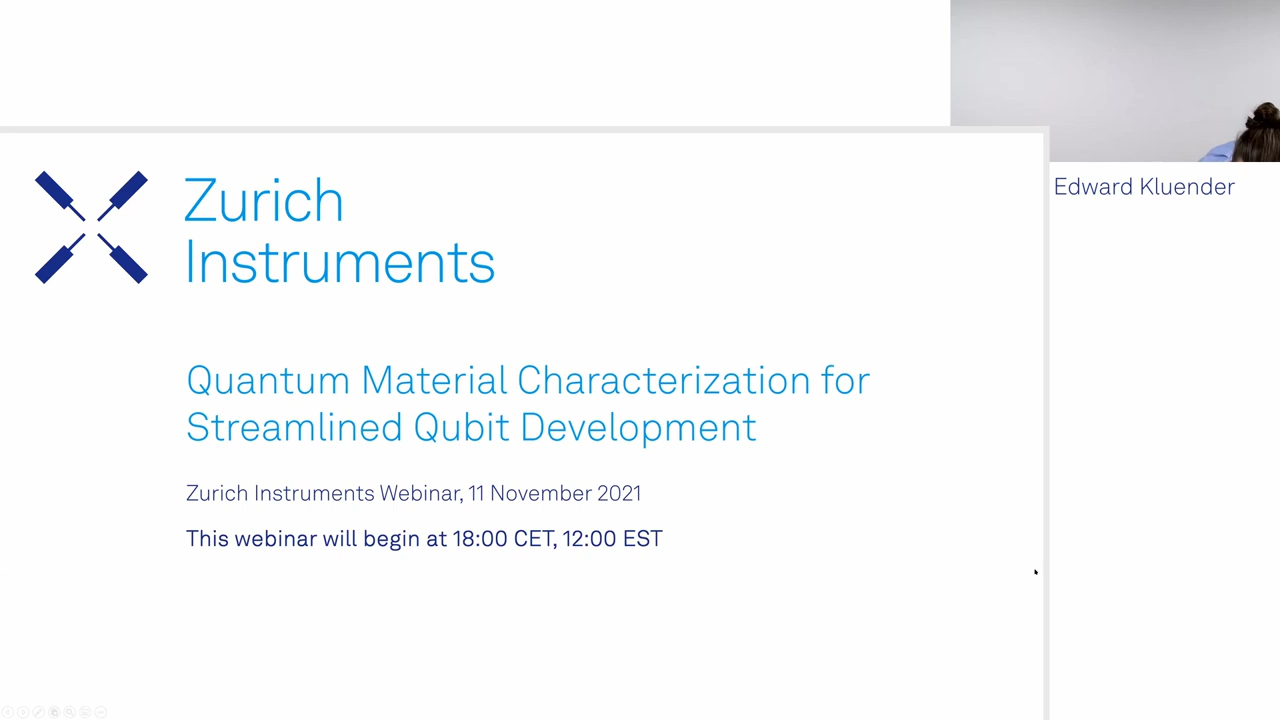 Zurich
Instruments
Edward Kluender
Quantum Material Characterization for
Streamlined Qubit Development
Zurich Instruments Webinar, 11 November 2021
This webinar will begin at 18:00 CET, 12:00 EST